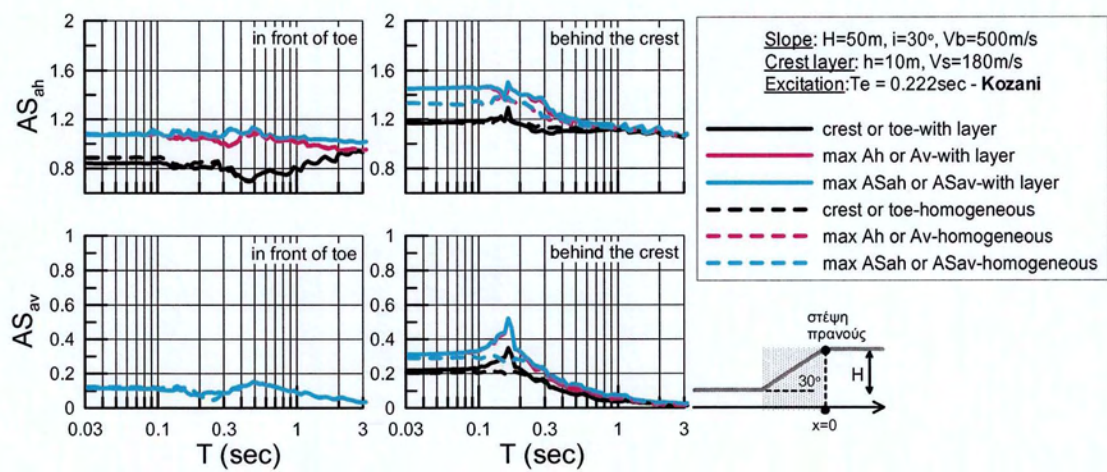 in front of toe
behind the crest
AS_ah
2
1.6
1.2
0.8
in front of toe
behind the crest
AS_av
1
0.8
0.6
0.4
0.2
0
0.03 0.1 0.3 1 3
0.03 0.1 0.3 1 3
T (sec)
T (sec)
Slope: H=50m, i=30°, Vb=500m/s
Crest layer: h=10m, Vs=180m/s
Excitation:Te = 0.222sec - Kozani
crest or toe-with layer
max Ah or Av-with layer
max ASah or ASav-with layer
crest or toe-homogeneous
max Ah or Av-homogeneous
max ASah or ASav-homogeneous
στέψη
πρανούς
30°
H
x=0